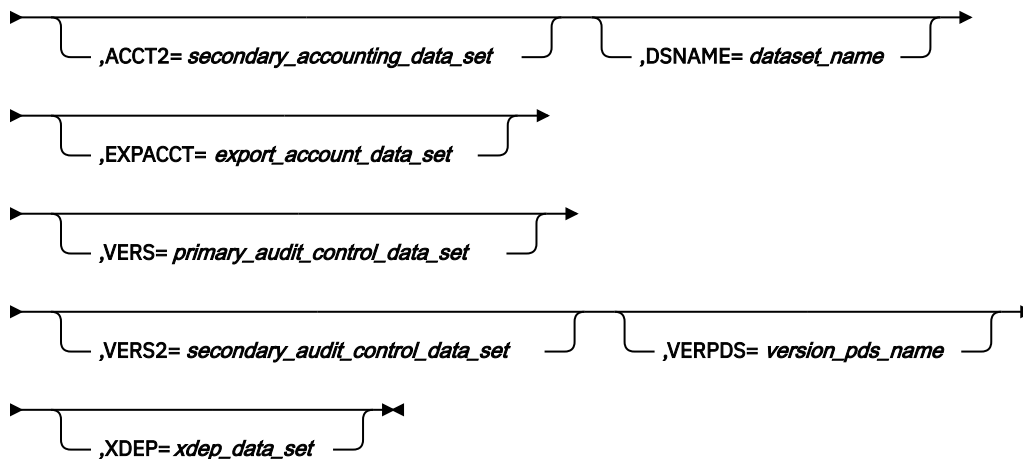 ,ACCT2= secondary_accounting_data_set ,DSNAME= dataset_name
,EXPACCT= export_account_data_set
,VERS= primary_audit_control_data_set
,VERS2= secondary_audit_control_data_set ,VERPDS= version_pds_name
,XDEP= xdep_data_set